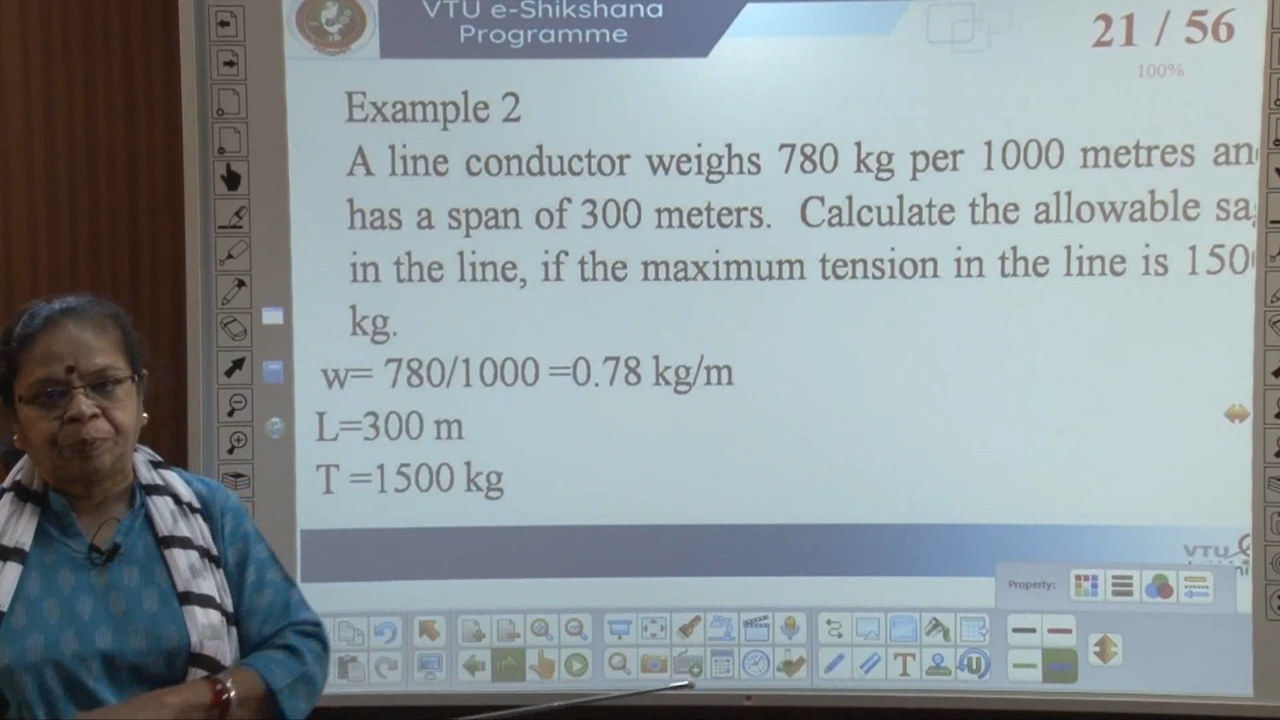 VTU e-Shikshana
Programme
21 / 56
100%
Example 2
A line conductor weighs 780 kg per 1000 metres an
has a span of 300 meters. Calculate the allowable sa
in the line, if the maximum tension in the line is 150
kg.
w= 780/1000 =0.78 kg/m
L=300 m
T =1500 kg
VTU
Property: